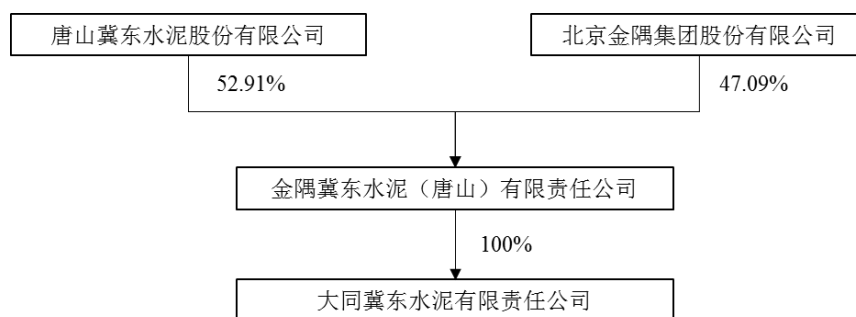 唐山冀东水泥股份有限公司
北京金隅集团股份有限公司
52.91%
47.09%
金隅冀东水泥（唐山）有限责任公司
100%
大同冀东水泥有限责任公司